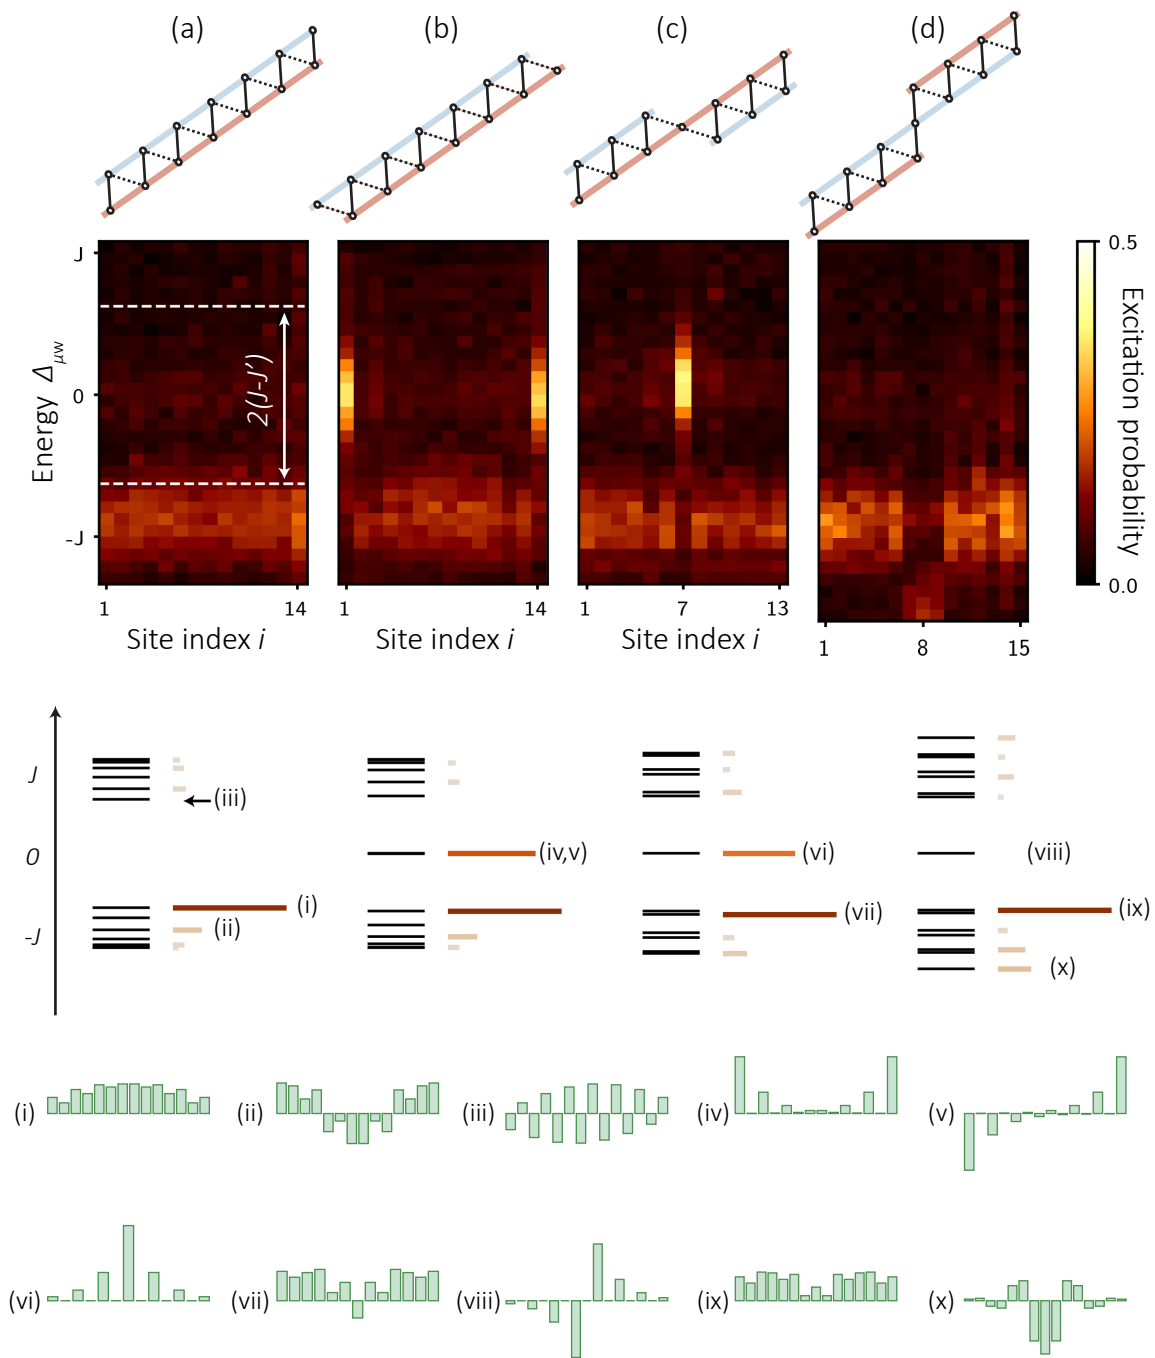 (a) (b) (c) (d)
J
0
-J
Energy Δμw
2(J-J′)
1 14
1 14
1 7 13
1 8 15
Site index i
Site index i
Site index i
0.5
0.0
Excitation probability
J
0
-J
(iii)
(i)
(ii)
(iv,v)
(vi)
(vii)
(viii)
(ix)
(x)
(i) (ii) (iii) (iv) (v)
(vi) (vii) (viii) (ix) (x)